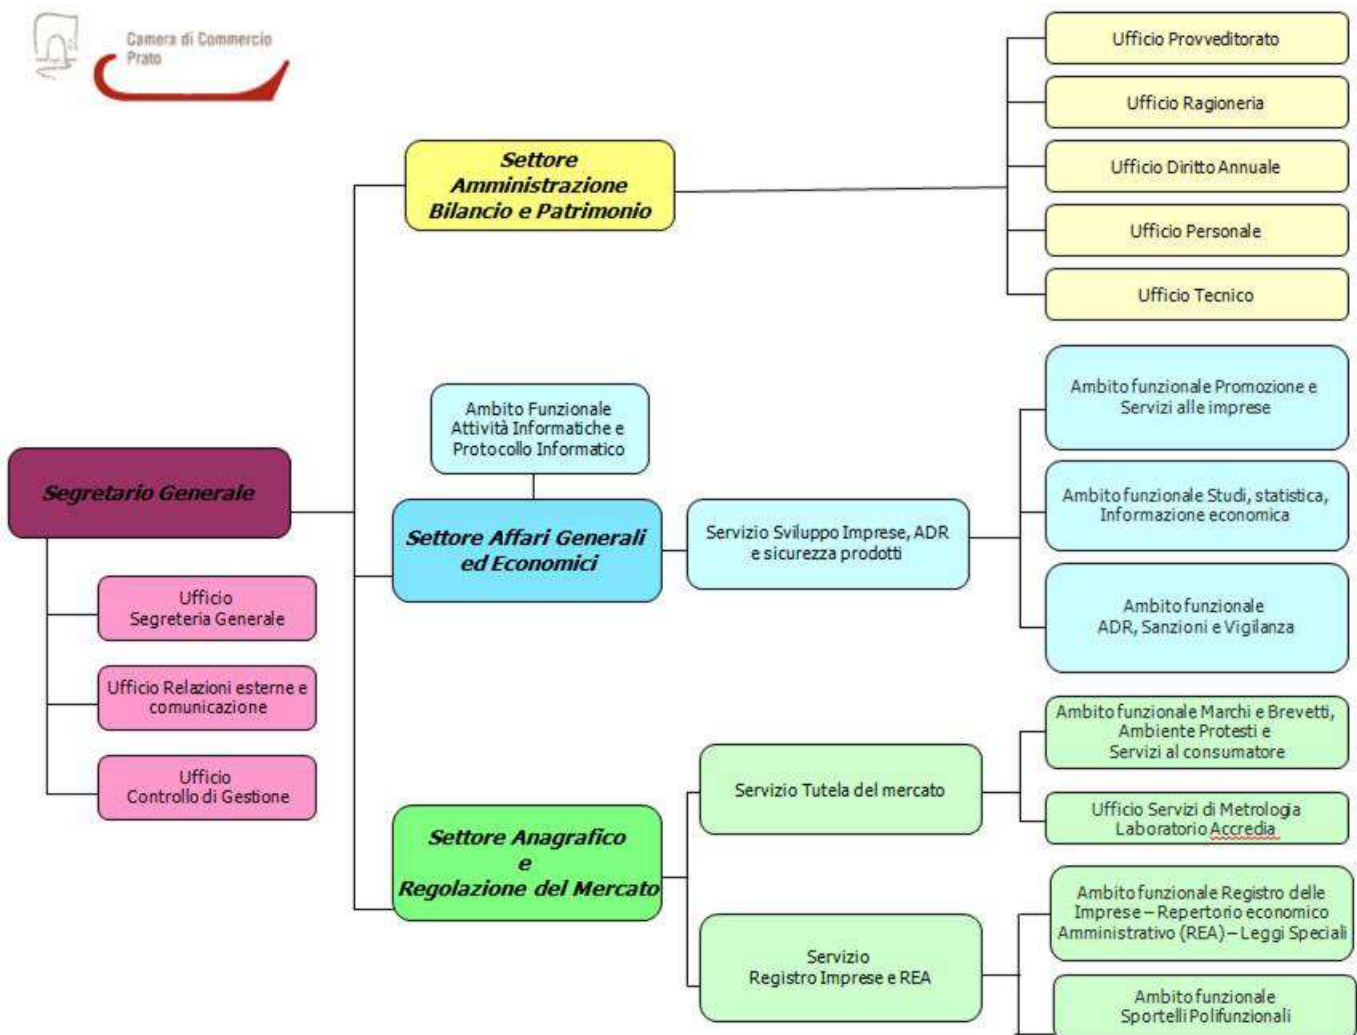 Camera di Commercio
Prato
Segretario Generale
Ufficio
Segreteria Generale
Ufficio Relazioni esterne e
comunicazione
Ufficio
Controllo di Gestione
Settore
Amministrazione
Bilancio e Patrimonio
Ufficio Provveditorato
Ufficio Ragioneria
Ufficio Diritto Annuale
Ufficio Personale
Ufficio Tecnico
Ambito Funzionale
Attività Informatiche e
Protocollo Informatico
Settore Affari Generali
ed Economici
Servizio Sviluppo Imprese, ADR
e sicurezza prodotti
Ambito funzionale Promozione e
Servizi alle imprese
Ambito funzionale Studi, statistica,
Informazione economica
Ambito funzionale
ADR, Sanzioni e Vigilanza
Settore Anagrafico
e
Regolazione del Mercato
Servizio Tutela del mercato
Ambito funzionale Marchi e Brevetti,
Ambiente Protesti e
Servizi al consumatore
Ufficio Servizi di Metrologia
Laboratorio Accredia
Servizio
Registro Imprese e REA
Ambito funzionale Registro delle
Imprese – Repertorio economico
Amministrativo (REA) – Leggi Speciali
Ambito funzionale
Sportelli Polifunzionali